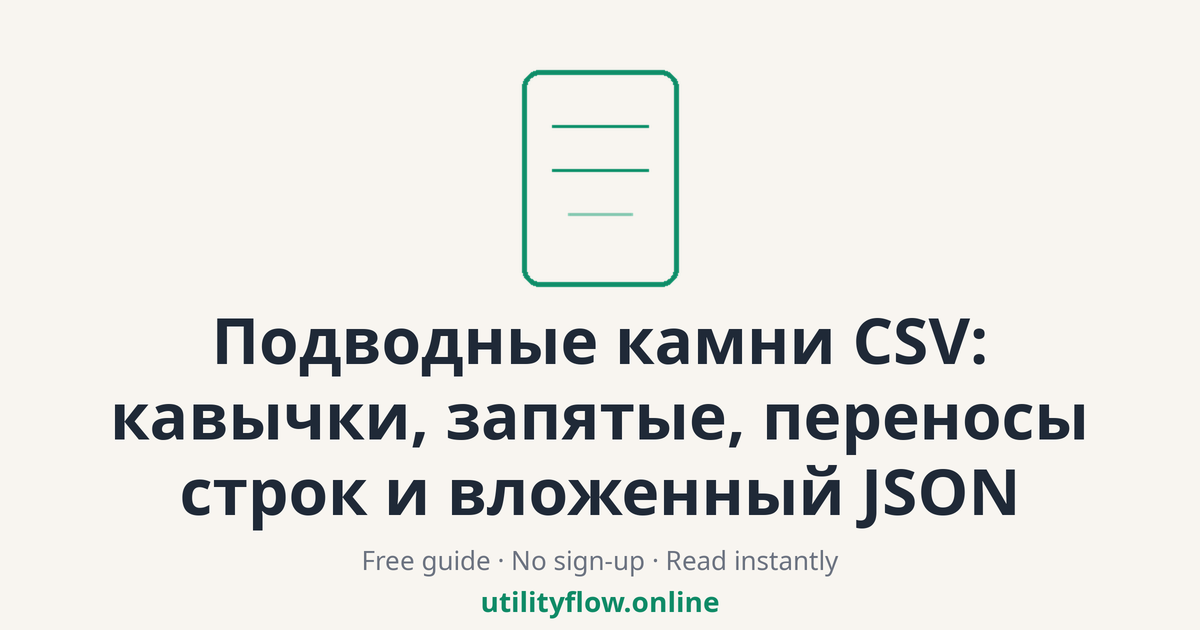 Подводные камни CSV:
кавычки, запятые, переносы
строк и вложенный JSON
Free guide · No sign-up · Read instantly
utilityflow.online